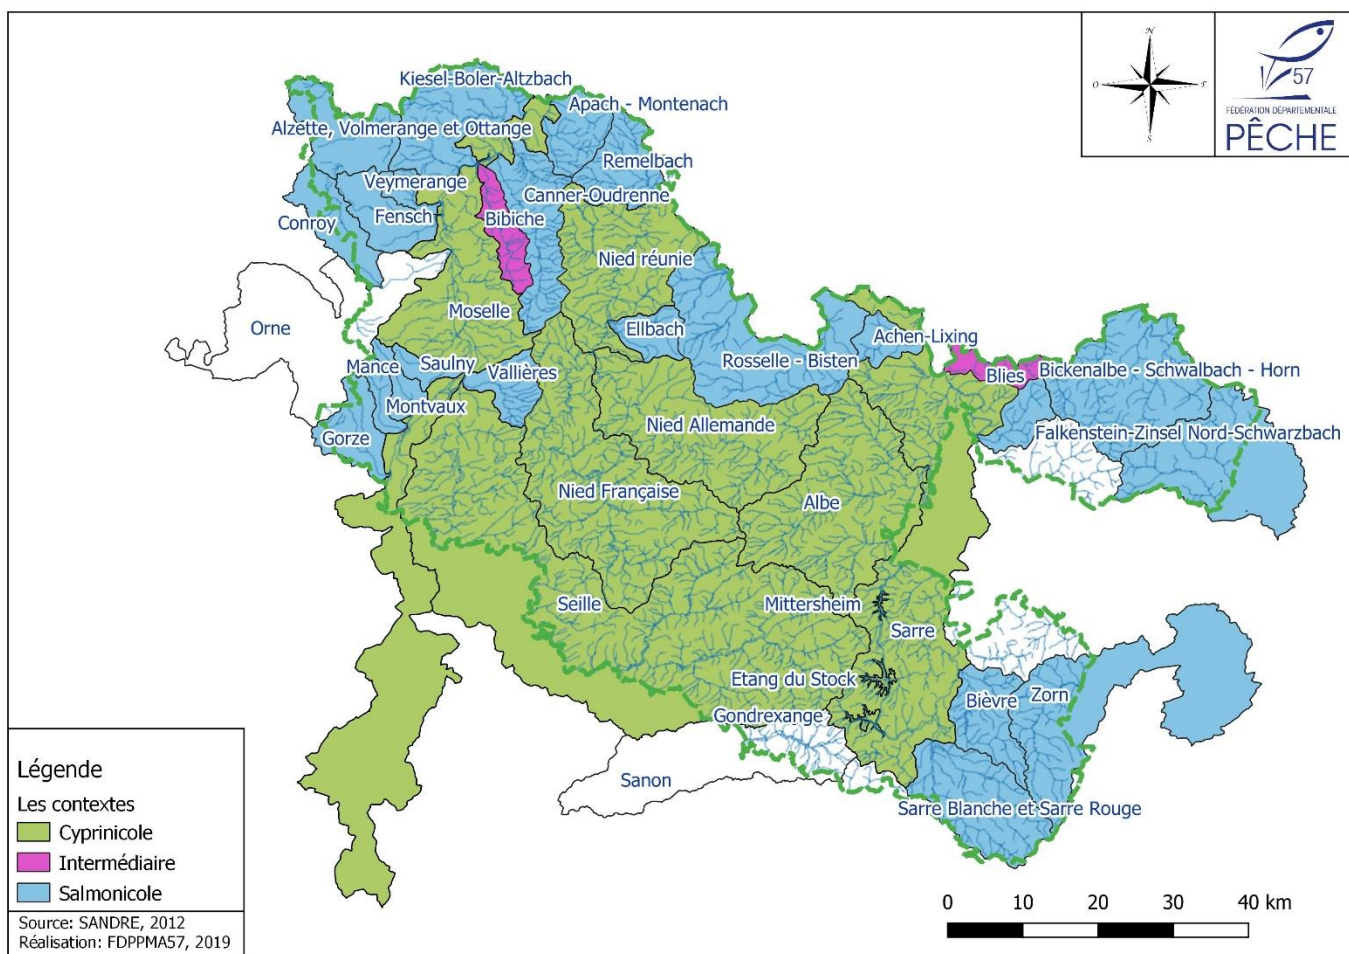 N
O
E
S
57
FÉDÉRATION DÉPARTEMENTALE
PÊCHE
Kiesel-Boler-Altzbach
Apach - Montenach
Alzette, Volmerange et Ottange
Remelbach
Veymerange
Canner-Oudrenne
Fensch
Bibiche
Conroy
Nied réunie
Moselle
Orne
Ellbach
Achen-Lixing
Mance
Saulny
Vallières
Rosselle - Bisten
Blies
Bickenalbe - Schwalbach - Horn
Montvaux
Nied Allemande
Gorze
Falkenstein-Zinsel Nord-Schwarzbach
Nied Française
Albe
Seille
Mittersheim
Sarre
Etang du Stock
Bièvre
Zorn
Gondrexange
Sanon
Sarre Blanche et Sarre Rouge
Légende
Les contextes
Cyprinicole
Intermédiaire
Salmonicole
Source: SANDRE, 2012
Réalisation: FDPPMA57, 2019
0 10 20 30 40 km